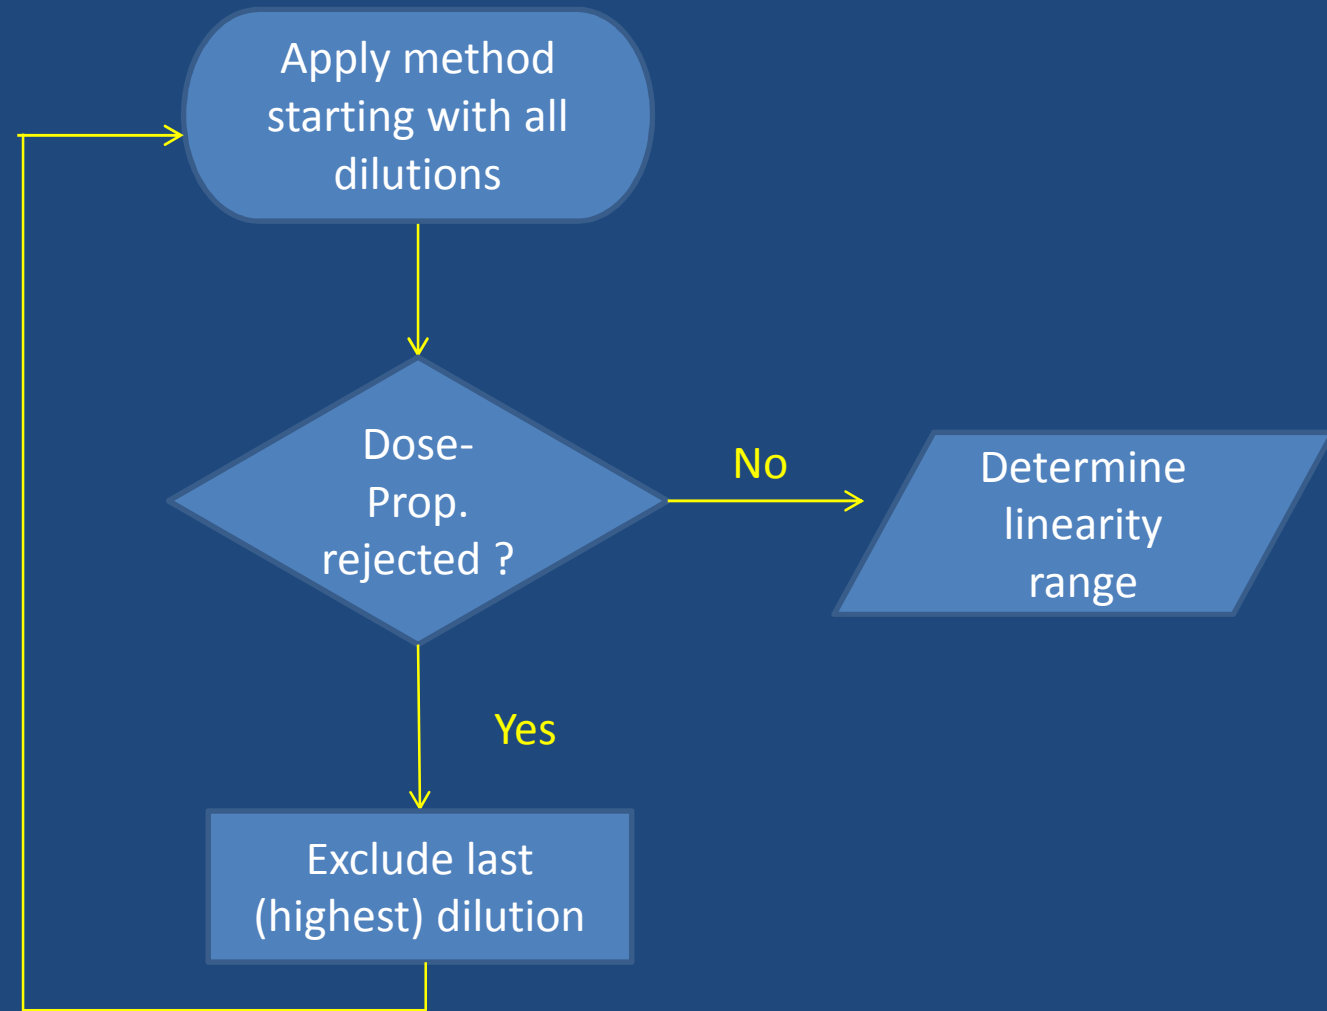 Apply method
starting with all
dilutions
Dose-
Prop.
rejected ?
No
Determine
linearity
range
Yes
Exclude last
(highest) dilution